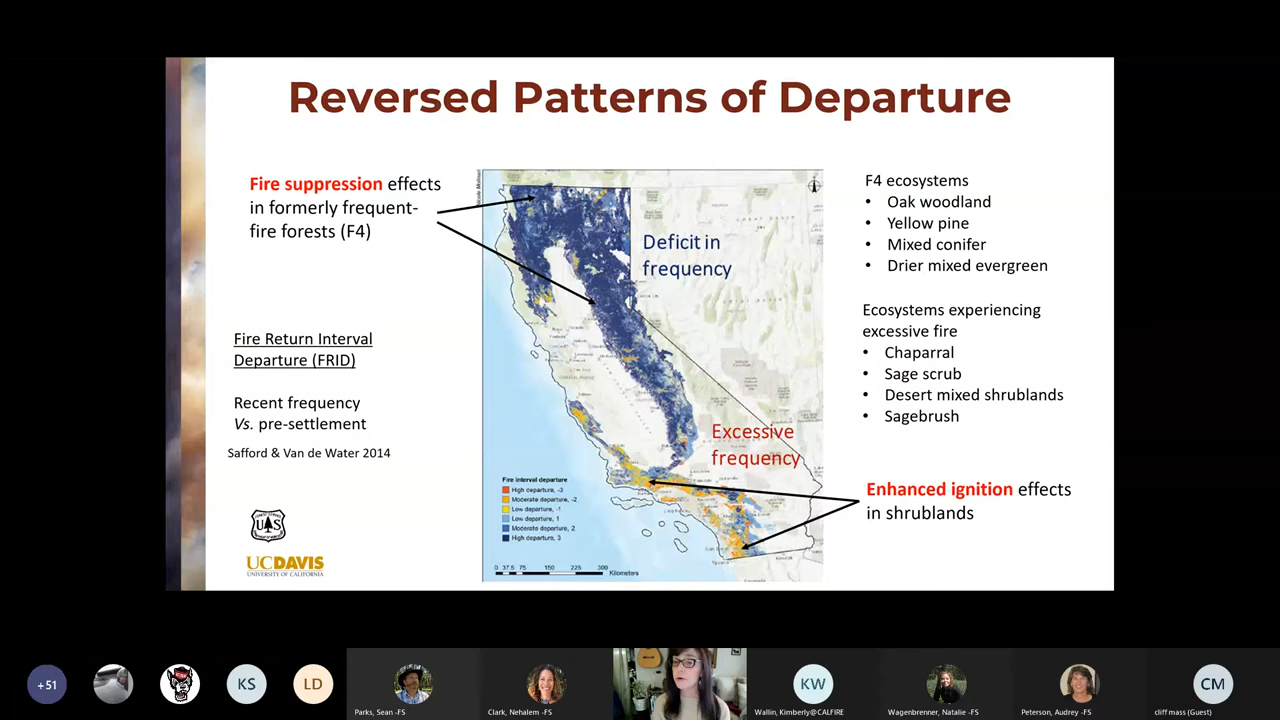 Reversed Patterns of Departure
Fire suppression effects
in formerly frequent-
fire forests (F4)
Fire Return Interval
Departure (FRID)
Recent frequency
Vs. pre-settlement
Safford & Van de Water 2014
UCDAVIS
UNIVERSITY OF CALIFORNIA
Deficit in
frequency
Excessive
frequency
Fire interval departure
High departure, -3
Moderate departure, -2
Low departure, -1
Low departure, 1
Moderate departure, 2
High departure, 3
0 37.5 75 150 225 300
Kilometers
F4 ecosystems
• Oak woodland
• Yellow pine
• Mixed conifer
• Drier mixed evergreen
Ecosystems experiencing
excessive fire
• Chaparral
• Sage scrub
• Desert mixed shrublands
• Sagebrush
Enhanced ignition effects
in shrublands
+51
KS
LD
Parks, Sean -FS
Clark, Nehalem -FS
KW
Wallin, Kimberly@CALFIRE
Wagenbrenner, Natalie -FS
Peterson, Audrey -FS
CM
cliff mass (Guest)